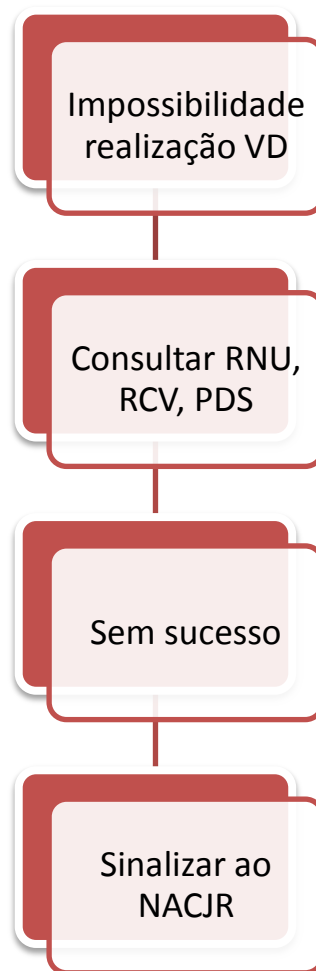 Impossibilidade
realização VD
Consultar RNU,
RCV, PDS
Sem sucesso
Sinalizar ao
NACJR